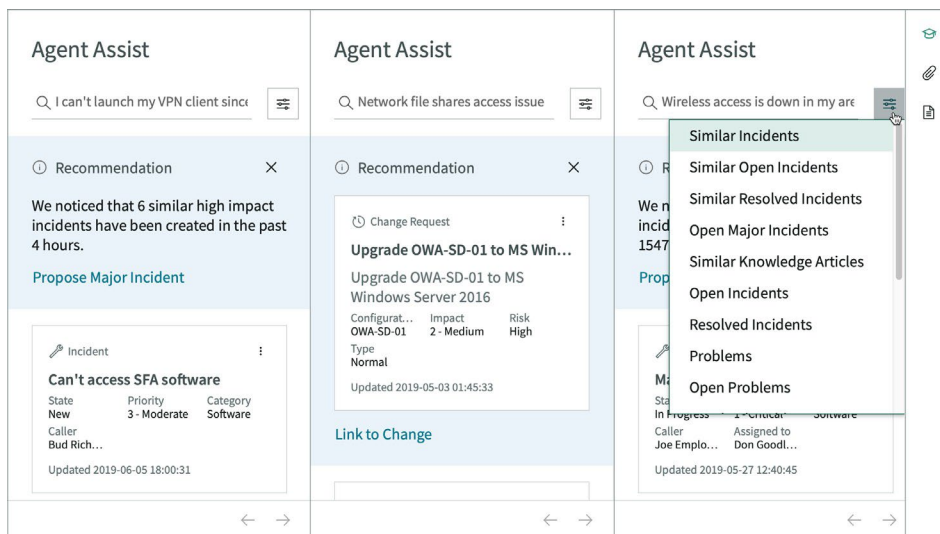 Agent Assist
I can't launch my VPN client since
Recommendation
We noticed that 6 similar high impact
incidents have been created in the past
4 hours.
Propose Major Incident
Incident
Can't access SFA software
State Priority Category
New 3 - Moderate Software
Caller
Bud Rich...
Updated 2019-06-05 18:00:31
Agent Assist
Network file shares access issue
Recommendation
Change Request
Upgrade OWA-SD-01 to MS Win...
Upgrade OWA-SD-01 to MS
Windows Server 2016
Configurat... Impact Risk
OWA-SD-01 2 - Medium High
Type
Normal
Updated 2019-05-03 01:45:33
Link to Change
Agent Assist
Wireless access is down in my are
Similar Incidents
Similar Open Incidents
Similar Resolved Incidents
Open Major Incidents
Similar Knowledge Articles
Open Incidents
Resolved Incidents
Problems
Open Problems
We n
incid
1547
Prop
Ma
Sta
In Progress 1 - Critical Software
Caller Assigned to
Joe Emplo... Don Goodl...
Updated 2019-05-27 12:40:45